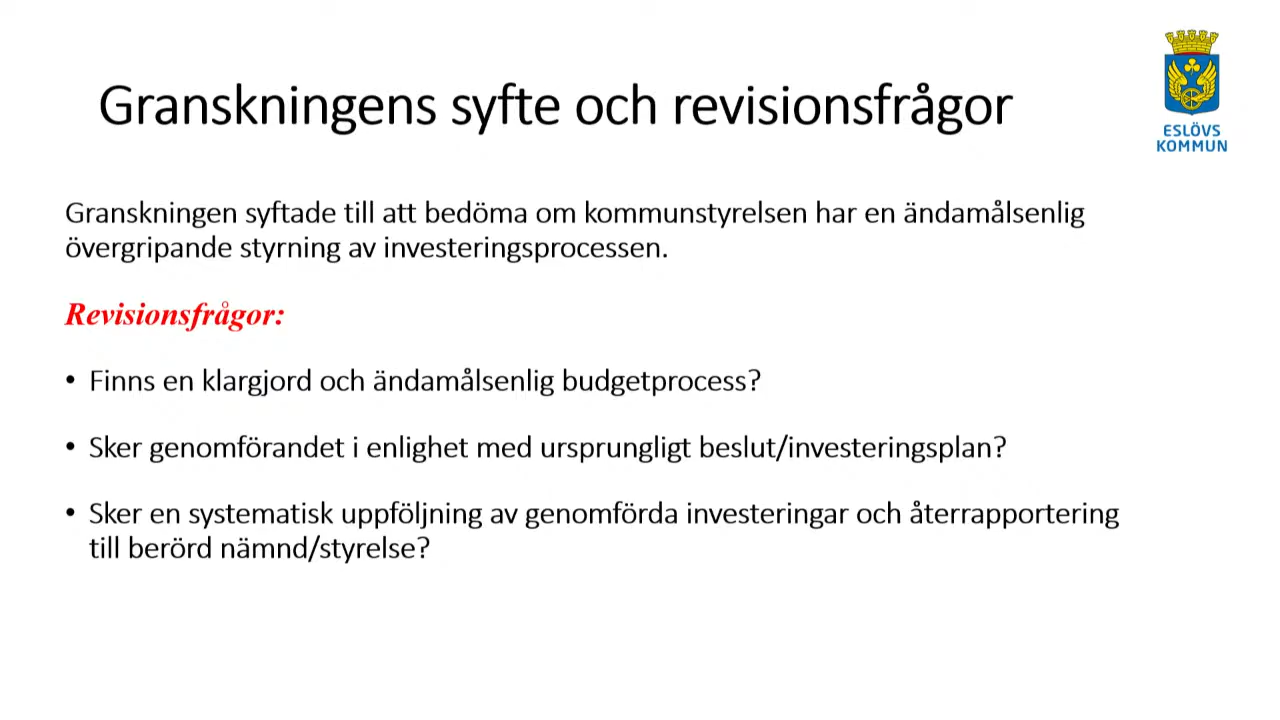 Granskningens syfte och revisionsfrågor
ESLÖVS
KOMMUN
Granskningen syftade till att bedöma om kommunstyrelsen har en ändamålsenlig
övergripande styrning av investeringsprocessen.
Revisionsfrågor:
• Finns en klargjord och ändamålsenlig budgetprocess?
• Sker genomförandet i enlighet med ursprungligt beslut/investeringsplan?
• Sker en systematisk uppföljning av genomförda investeringar och återrapportering
till berörd nämnd/styrelse?